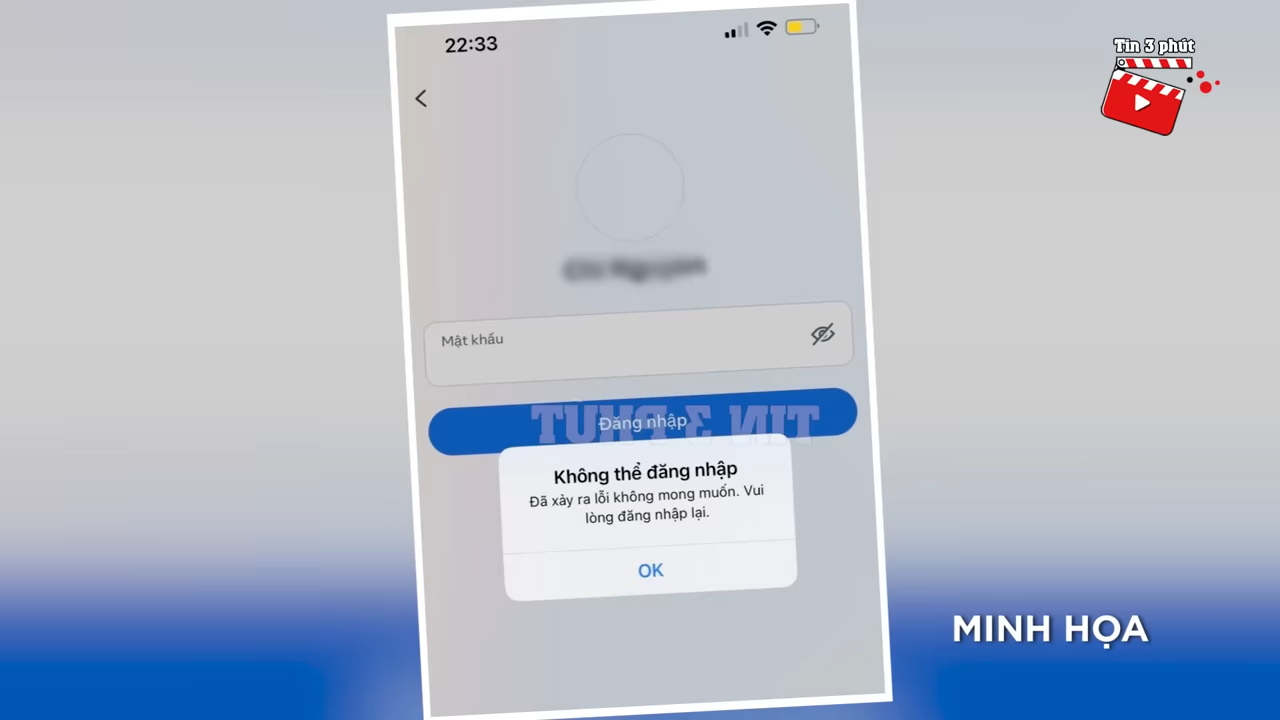 22:33
Tin 3 phút
Mật khẩu
Đăng nhập
TIN 3 PHÚT
Không thể đăng nhập
Đã xảy ra lỗi không mong muốn. Vui
lòng đăng nhập lại.
OK
MINH HỌA